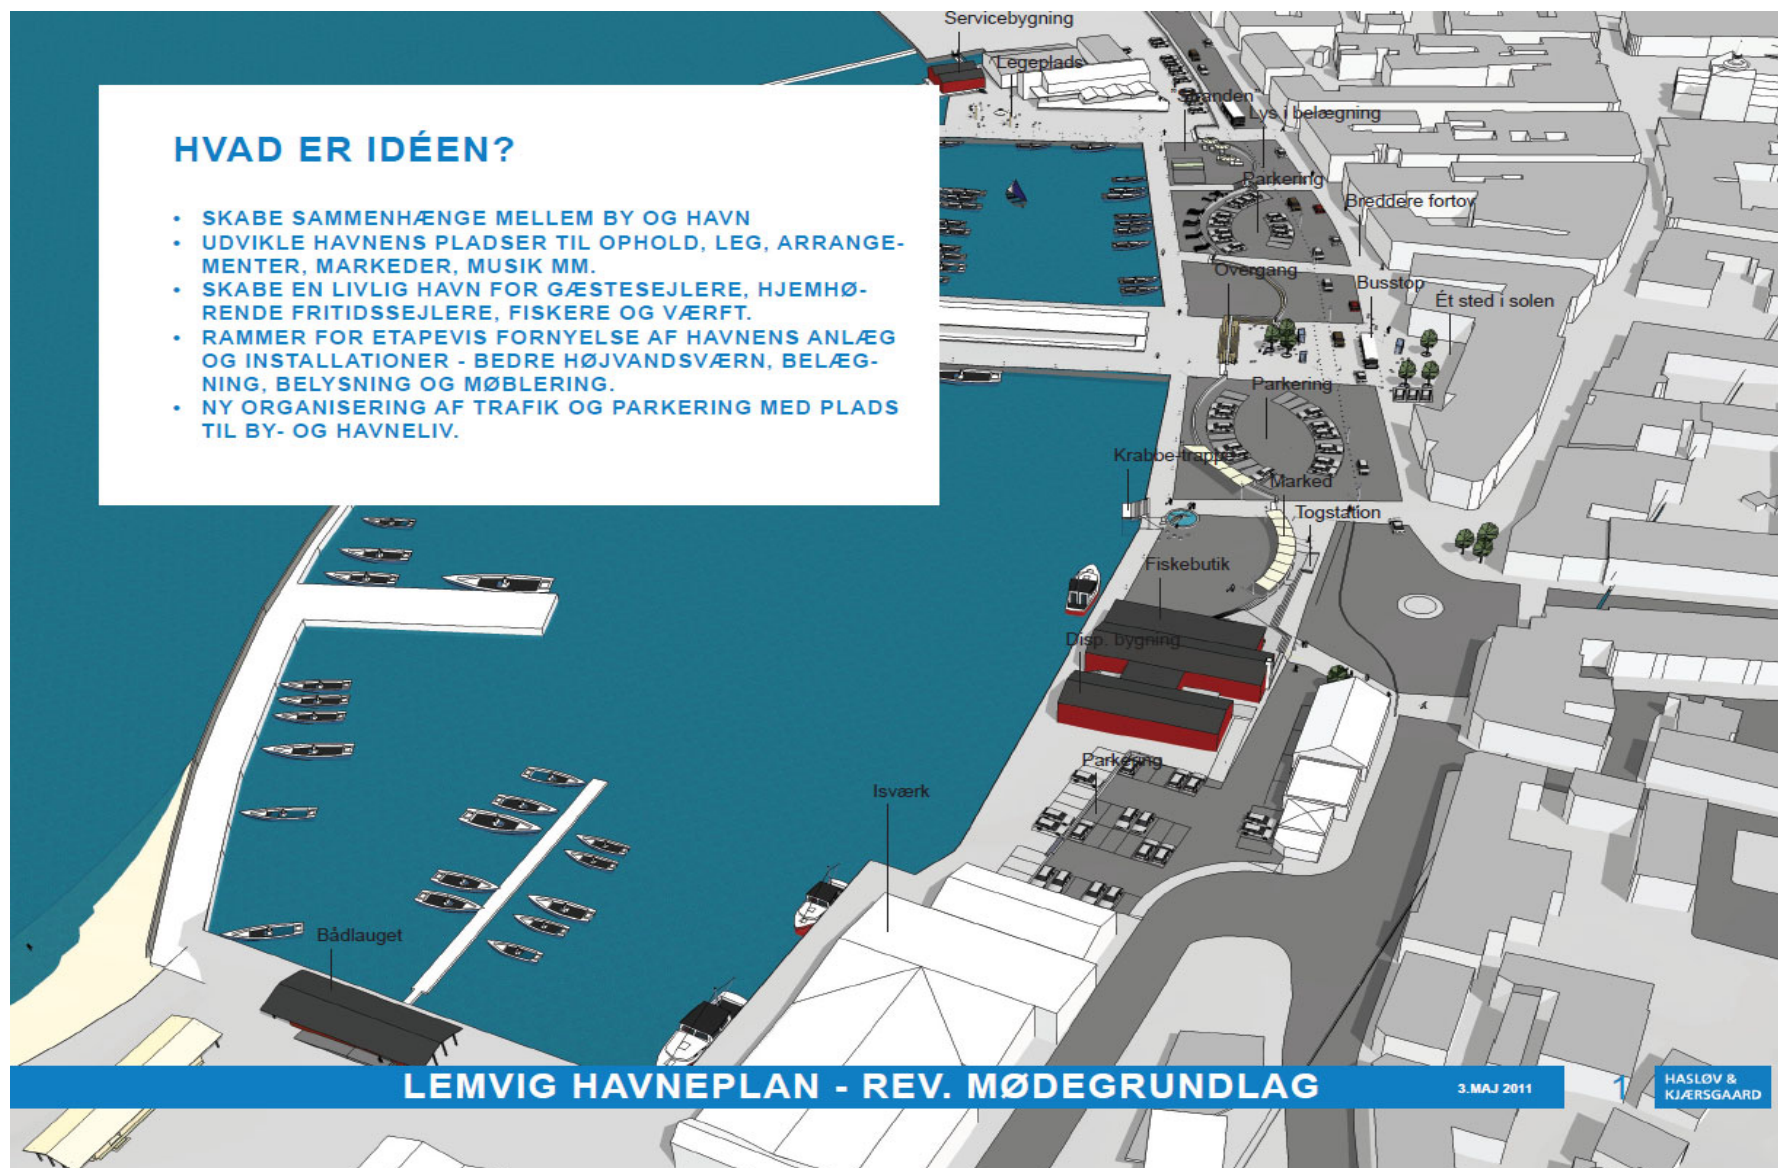 Servicebygning
Legeplads
"Stranden"
Lys i belægning
Parkering
Breddere fortov
Overgang
Busstop
Ét sted i solen
Parkering
Krabbe-trappe
Marked
Togstation
Fiskebutik
Disp. bygning
Parkering
Isværk
Bådlauget
HVAD ER IDÉEN?
• SKABE SAMMENHÆNGE MELLEM BY OG HAVN
• UDVIKLE HAVNENS PLADSER TIL OPHOLD, LEG, ARRANGE-
MENTER, MARKEDER, MUSIK MM.
• SKABE EN LIVLIG HAVN FOR GÆSTESEJLERE, HJEMHØ-
RENDE FRITIDSSEJLERE, FISKERE OG VÆRFT.
• RAMMER FOR ETAPEVIS FORNYELSE AF HAVNENS ANLÆG
OG INSTALLATIONER - BEDRE HØJVANDSVÆRN, BELÆG-
NING, BELYSNING OG MØBLERING.
• NY ORGANISERING AF TRAFIK OG PARKERING MED PLADS
TIL BY- OG HAVNELIV.
LEMVIG HAVNEPLAN - REV. MØDEGRUNDLAG
3.MAJ 2011
1
HASLØV &
KJÆRSGAARD